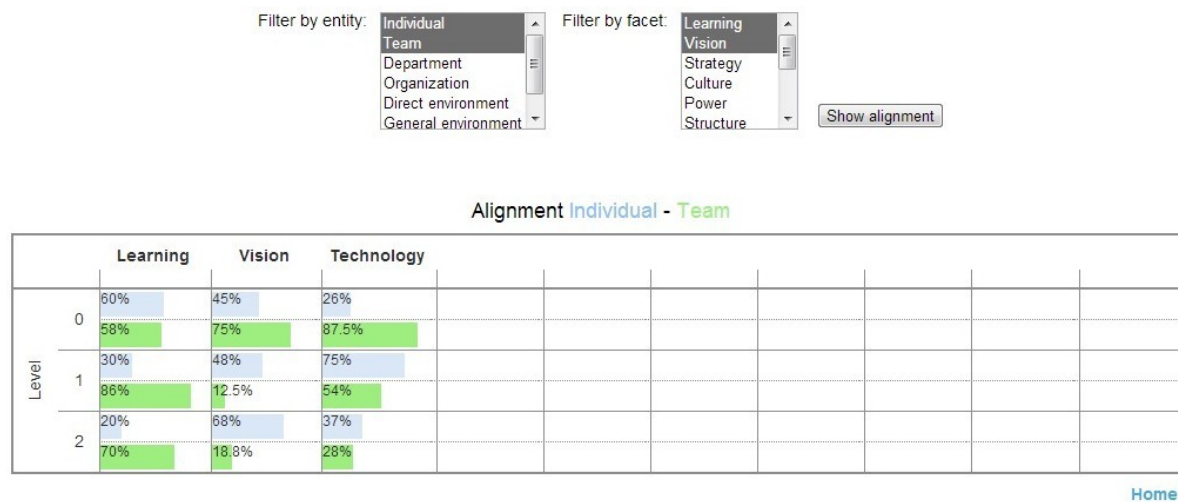 Filter by entity: Individual Filter by facet: Learning
Team Vision
Department Strategy
Organization Culture
Direct environment Power Show alignment
General environment Structure
Alignment Individual - Team
Learning Vision Technology
60% 45% 26%
0
58% 75% 87.5%
30% 48% 75%
Level 1
86% 12.5% 54%
20% 68% 37%
2
70% 18.8% 28%
Home